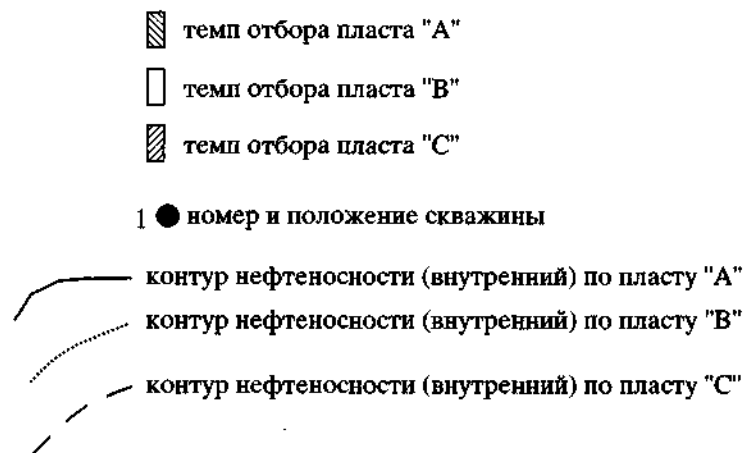 темп отбора пласта "А"
темп отбора пласта "В"
темп отбора пласта "С"
1 номер и положение скважины
контур нефтеносности (внутренний) по пласту "А"
контур нефтеносности (внутренний) по пласту "В"
контур нефтеносности (внутренний) по пласту "С"